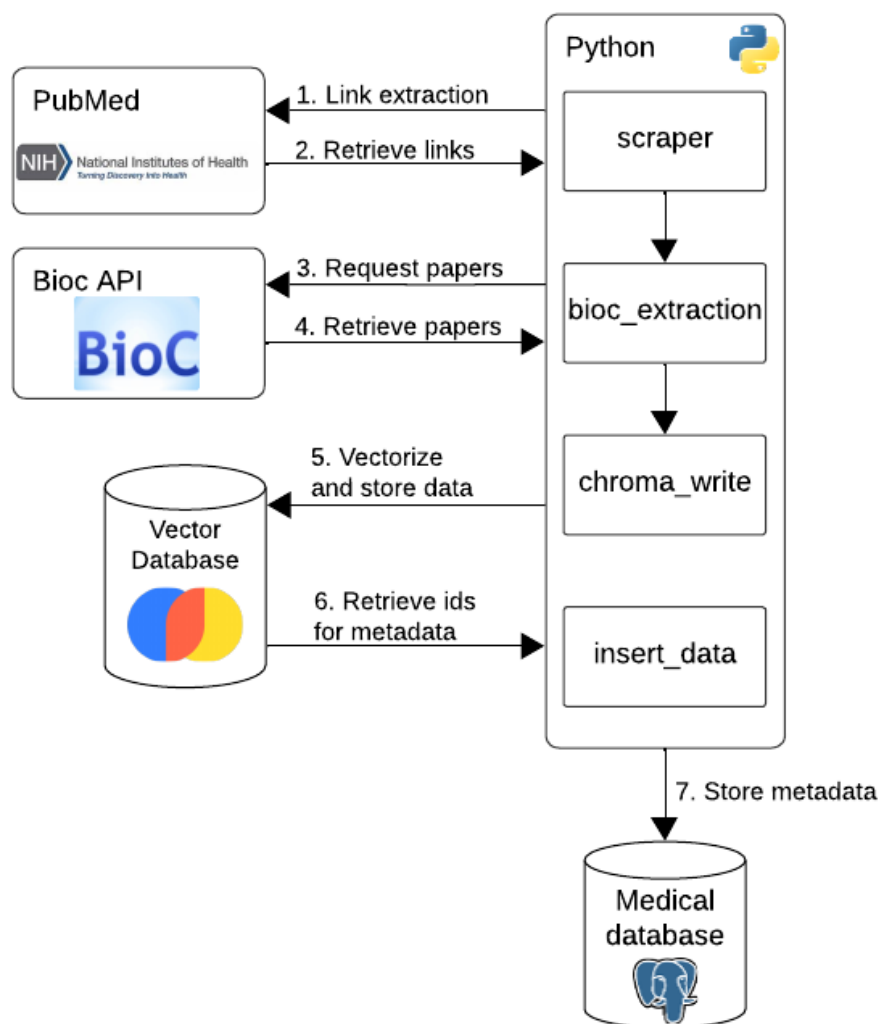 Python
PubMed
NIH National Institutes of Health
Turning Discovery Into Health
1. Link extraction
2. Retrieve links
scraper
Bioc API
BioC
3. Request papers
4. Retrieve papers
bioc_extraction
5. Vectorize
and store data
chroma_write
Vector
Database
6. Retrieve ids
for metadata
insert_data
7. Store metadata
Medical
database